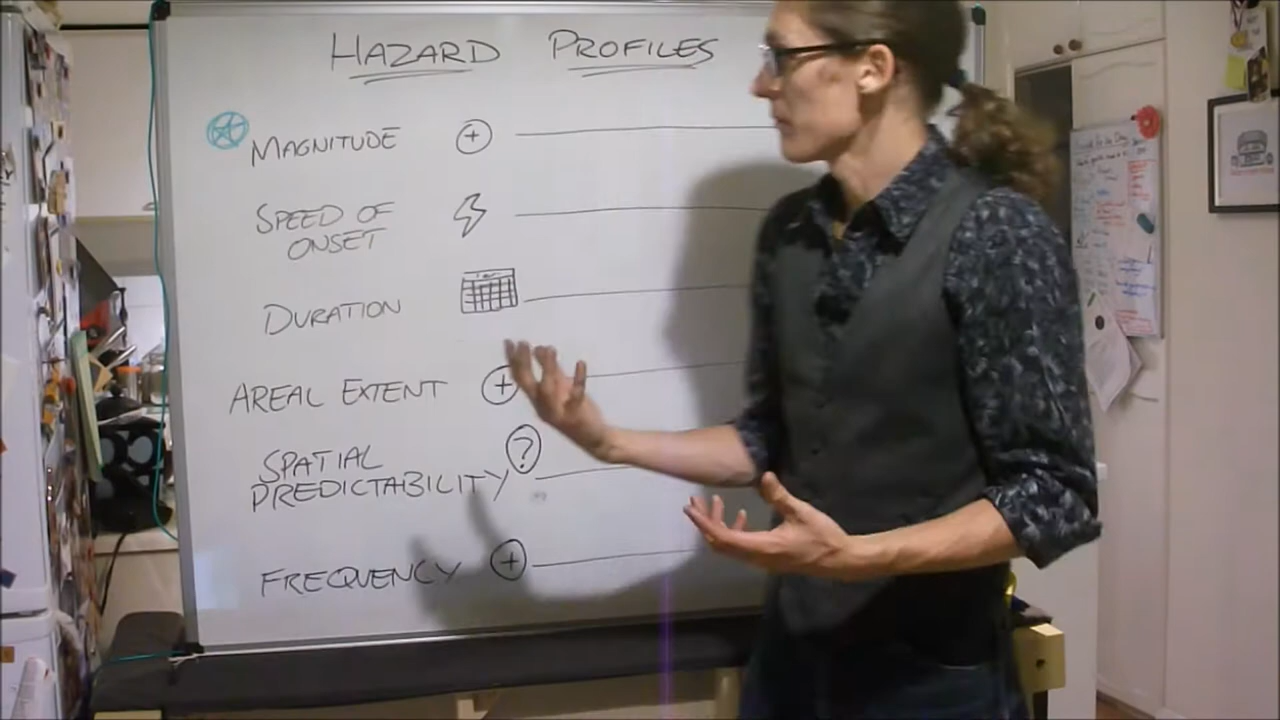 HAZARD PROFILES
MAGNITUDE +
SPEED OF
ONSET
DURATION
AREAL EXTENT +
SPATIAL ?
PREDICTABILITY
FREQUENCY +